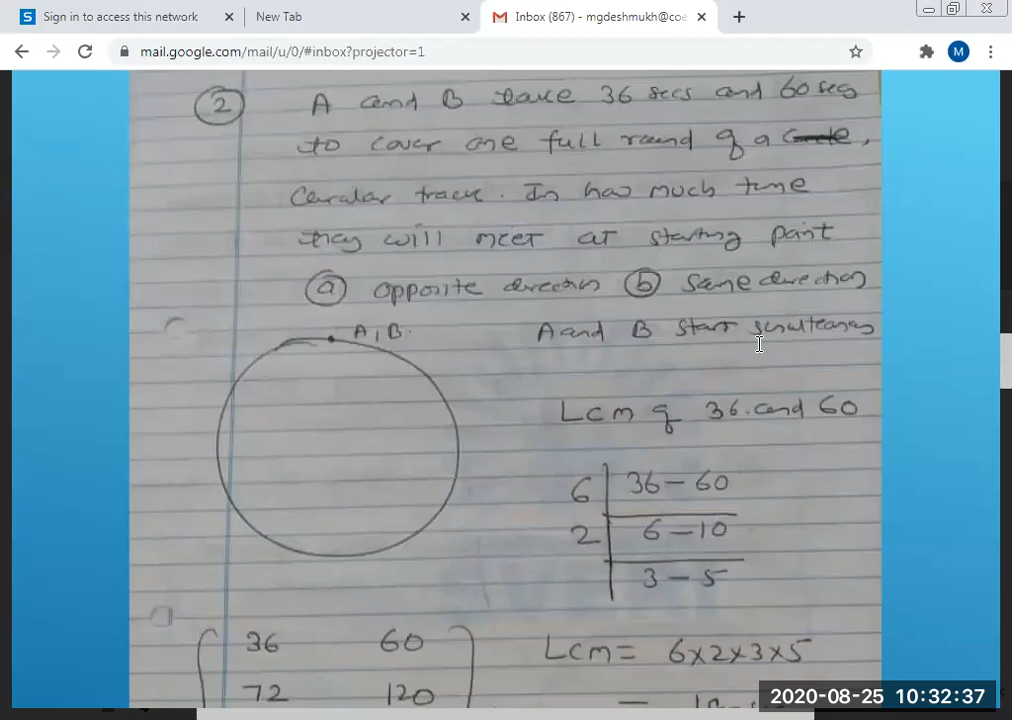 Sign in to access this network
New Tab
Inbox (867) - mgdeshmukh@coe
mail.google.com/mail/u/0/#inbox?projector=1
M
2 A and B take 36 secs and 60 secs
to cover one full round of a
circular track. In how much time
they will meet at starting point
a opposite direction b same direction
A, B. A and B start
LCM of 36 and 60
6 36 - 60
2 6 - 10
3 - 5
36 60 LCM = 6x2x3x5
72 120
2020-08-25 10:32:37